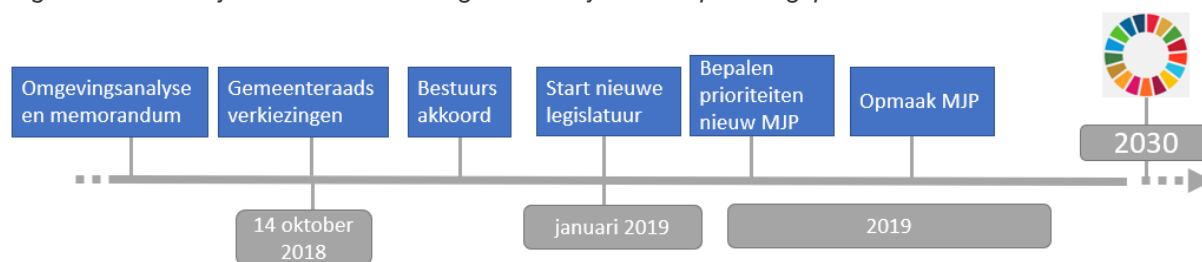 Omgevingsanalyse
en memorandum
Gemeenteraads
verkiezingen
Bestuurs
akkoord
Start nieuwe
legislatuur
Bepalen
prioriteiten
nieuw MJP
Opmaak MJP
2030
14 oktober
2018
januari 2019
2019